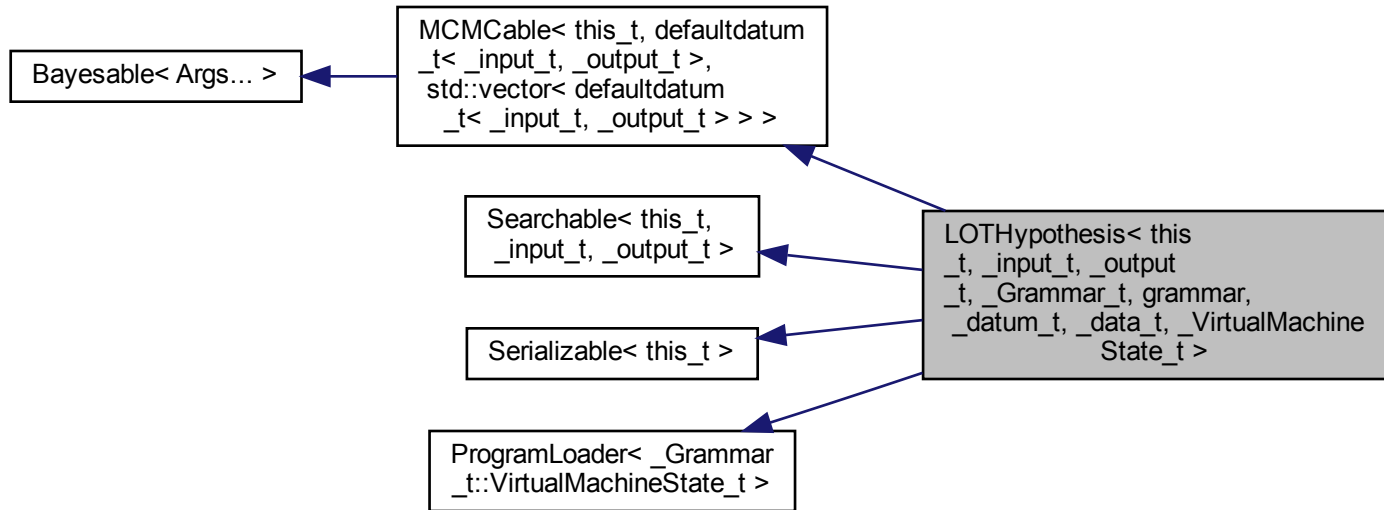 Bayesable< Args... >
MCMCable< this_t, defaultdatum
_t< _input_t, _output_t >,
std::vector< defaultdatum
_t< _input_t, _output_t > > >
Searchable< this_t,
_input_t, _output_t >
Serializable< this_t >
ProgramLoader< _Grammar
_t::VirtualMachineState_t >
LOTHypothesis< this
_t, _input_t, _output
_t, _Grammar_t, grammar,
_datum_t, _data_t, _VirtualMachine
State_t >